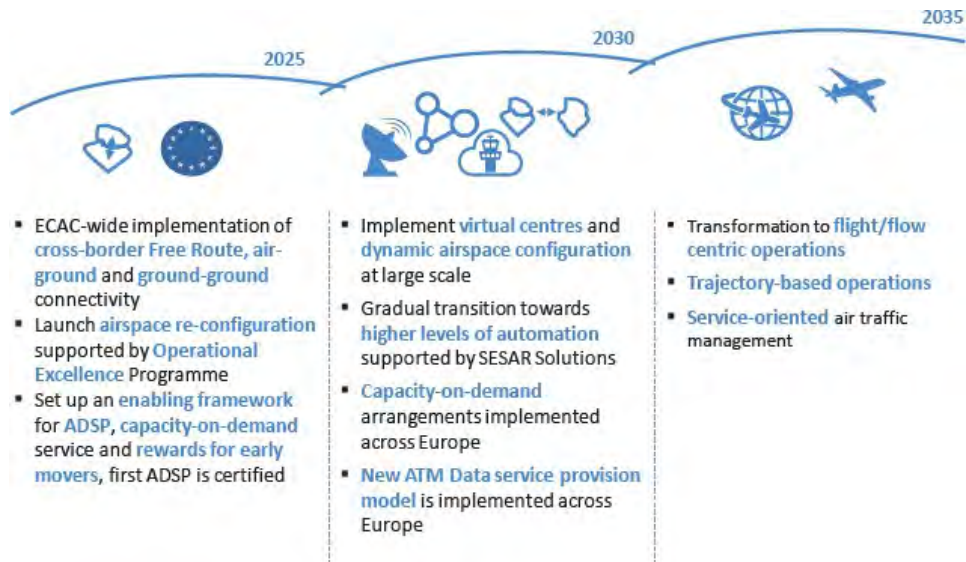 2025
2030
2035
▪ ECAC-wide implementation of
cross-border Free Route, air-
ground and ground-ground
connectivity
▪ Launch airspace re-configuration
supported by Operational
Excellence Programme
▪ Set up an enabling framework
for ADSP, capacity-on-demand
service and rewards for early
movers, first ADSP is certified
▪ Implement virtual centres and
dynamic airspace configuration
at large scale
▪ Gradual transition towards
higher levels of automation
supported by SESAR Solutions
▪ Capacity-on-demand
arrangements implemented
across Europe
▪ New ATM Data service provision
model is implemented across
Europe
▪ Transformation to flight/flow
centric operations
▪ Trajectory-based operations
▪ Service-oriented air traffic
management